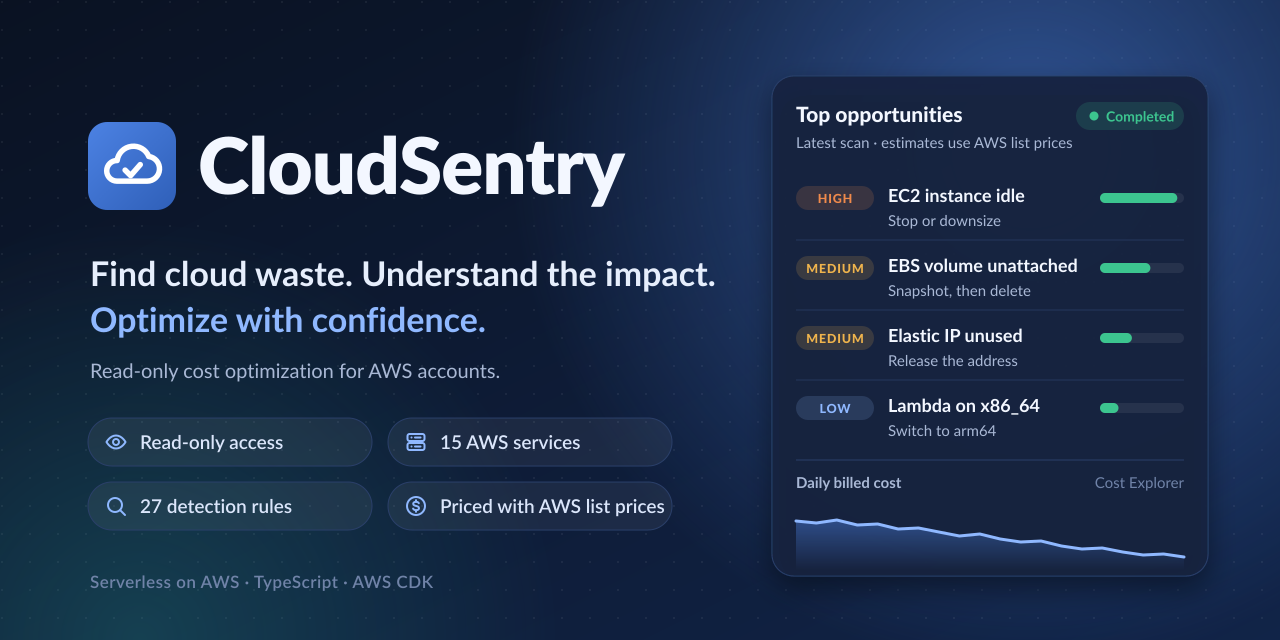 CloudSentry
Find cloud waste. Understand the impact.
Optimize with confidence.
Read-only cost optimization for AWS accounts.
Read-only access
15 AWS services
27 detection rules
Priced with AWS list prices
Serverless on AWS · TypeScript · AWS CDK
Top opportunities
Completed
Latest scan · estimates use AWS list prices
HIGH
EC2 instance idle
Stop or downsize
MEDIUM
EBS volume unattached
Snapshot, then delete
MEDIUM
Elastic IP unused
Release the address
LOW
Lambda on x86_64
Switch to arm64
Daily billed cost
Cost Explorer